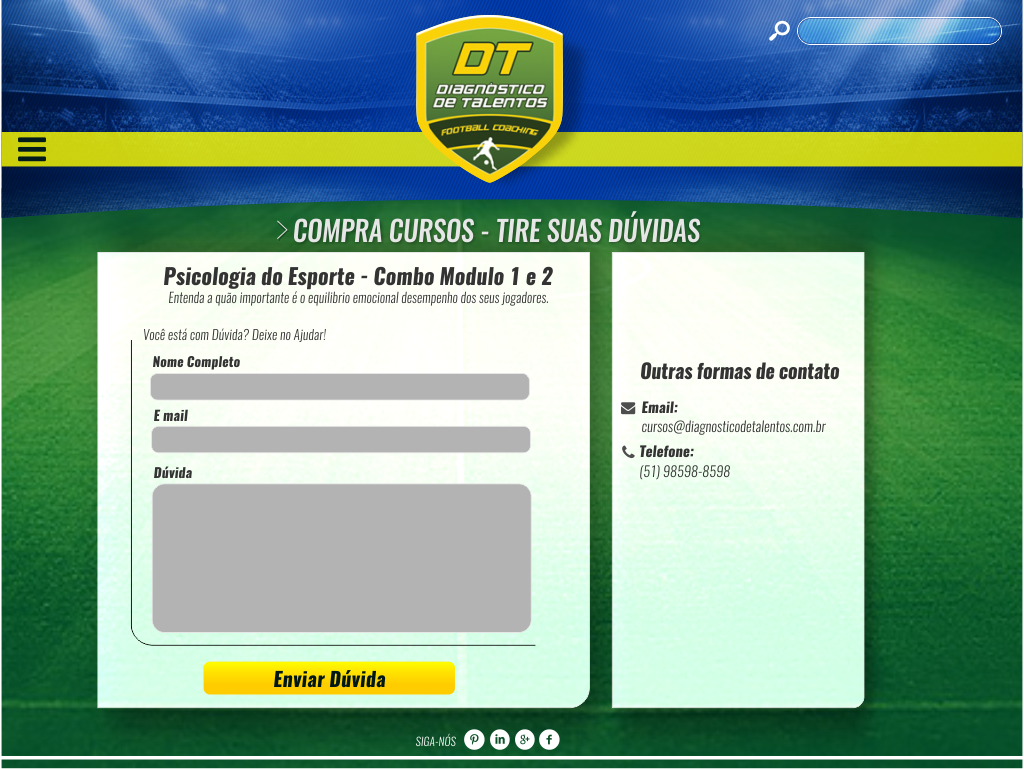 DT
DIAGNÓSTICO
DE TALENTOS
FOOTBALL COACHING
COMPRA CURSOS - TIRE SUAS DÚVIDAS
Psicologia do Esporte - Combo Modulo 1 e 2
Entenda a quão importante é o equilibrio emocional desempenho dos seus jogadores.
Você está com Dúvida? Deixe no Ajudar!
Nome Completo
E mail
Dúvida
Enviar Dúvida
Outras formas de contato
Email:
cursos@diagnosticodetalentos.com.br
Telefone:
(51) 98598-8598
SIGA-NÓS